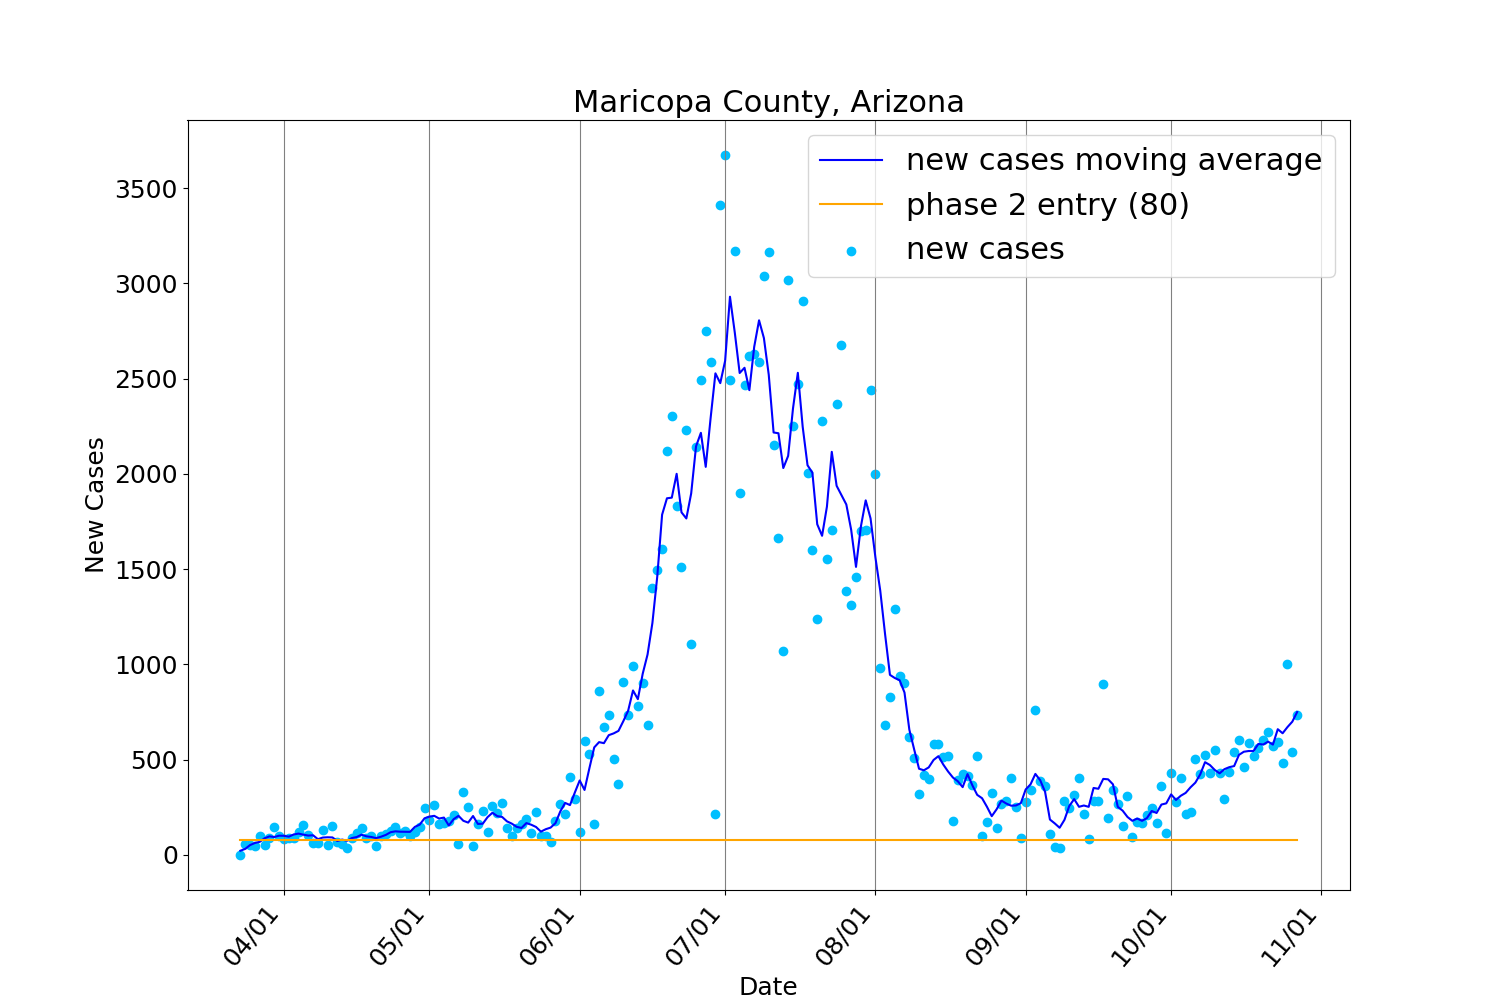 Maricopa County, Arizona
new cases moving average
phase 2 entry (80)
new cases
New Cases
3500
3000
2500
2000
1500
1000
500
0
04/01
05/01
06/01
07/01
08/01
09/01
10/01
11/01
Date